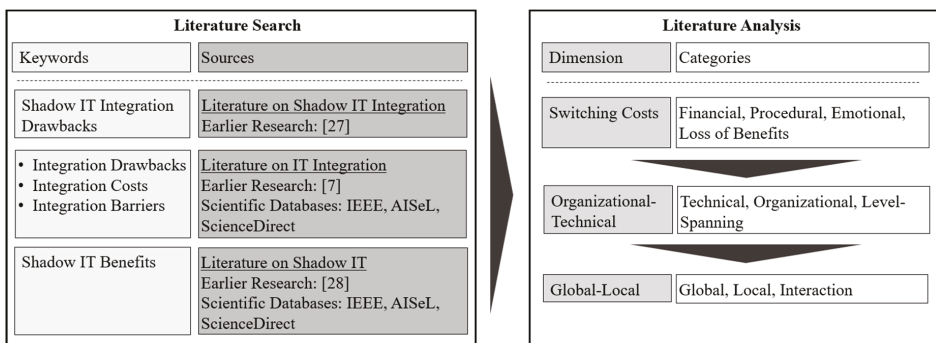 Literature Search
Keywords
Sources
Shadow IT Integration
Drawbacks
Literature on Shadow IT Integration
Earlier Research: [27]
• Integration Drawbacks
• Integration Costs
• Integration Barriers
Literature on IT Integration
Earlier Research: [7]
Scientific Databases: IEEE, AISeL,
ScienceDirect
Shadow IT Benefits
Literature on Shadow IT
Earlier Research: [28]
Scientific Databases: IEEE, AISeL,
ScienceDirect
Literature Analysis
Dimension
Categories
Switching Costs
Financial, Procedural, Emotional,
Loss of Benefits
Organizational-
Technical
Technical, Organizational, Level-
Spanning
Global-Local
Global, Local, Interaction